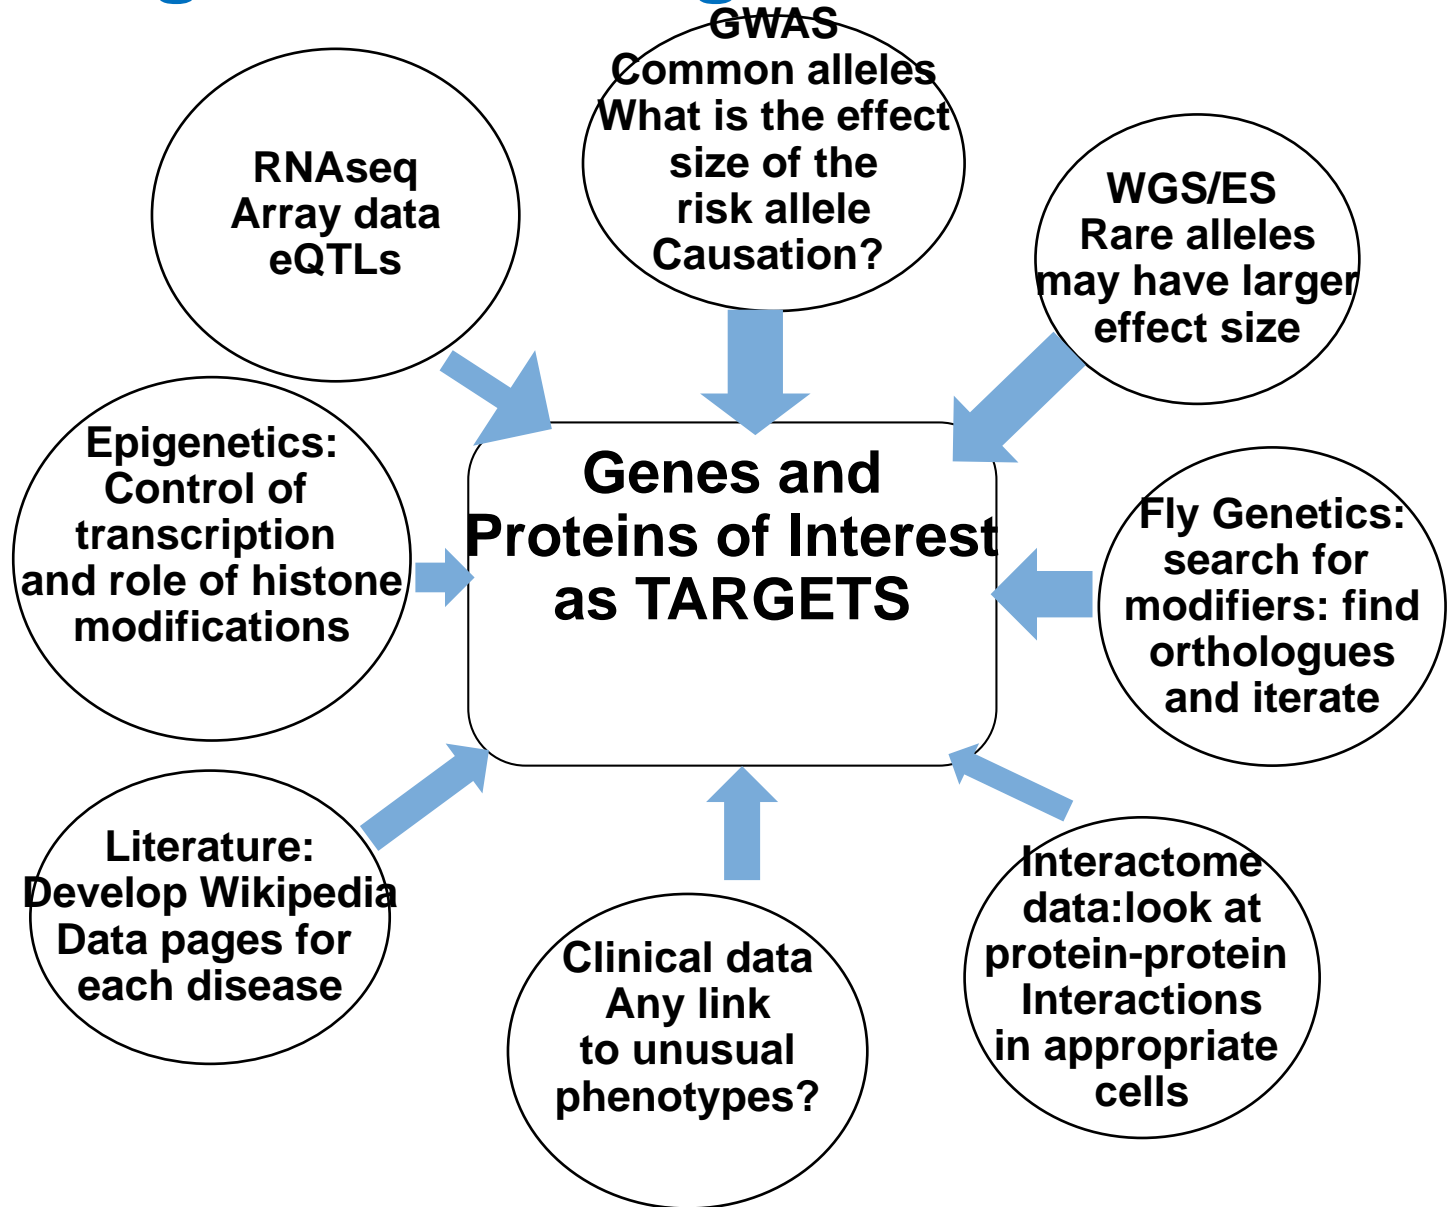 GWAS
Common alleles
What is the effect
size of the
risk allele
Causation?
RNAseq
Array data
eQTLs
WGS/ES
Rare alleles
may have larger
effect size
Epigenetics:
Control of
transcription
and role of histone
modifications
Genes and
Proteins of Interest
as TARGETS
Fly Genetics:
search for
modifiers: find
orthologues
and iterate
Literature:
Develop Wikipedia
Data pages for
each disease
Clinical data
Any link
to unusual
phenotypes?
Interactome
data:look at
protein-protein
Interactions
in appropriate
cells